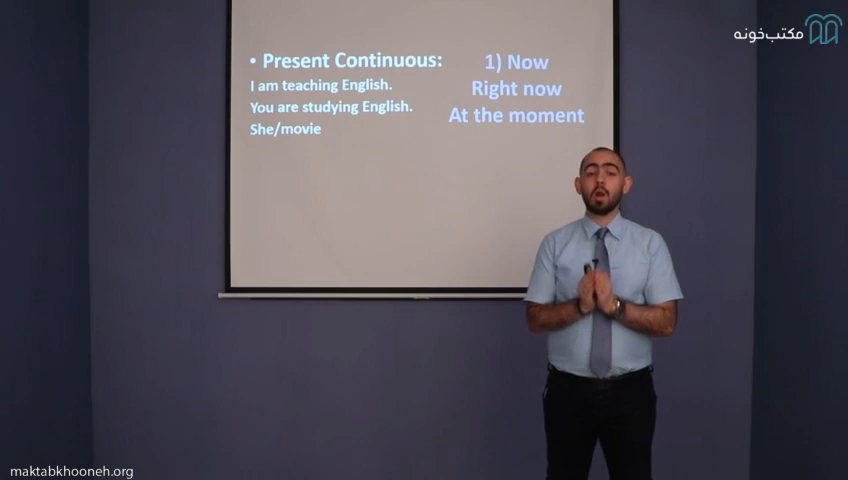 مکتب‌خونه
• Present Continuous:
I am teaching English.
You are studying English.
She/movie
1) Now
Right now
At the moment
maktabkhooneh.org